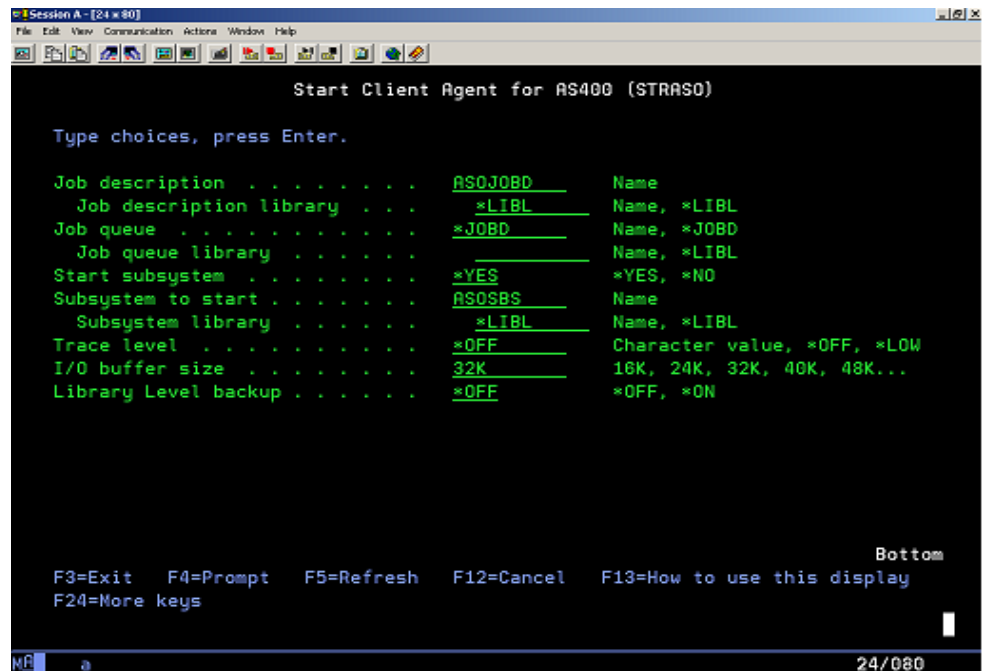 Session A - [24 x 80]
File Edit View Communication Actions Window Help
Start Client Agent for AS400 (STRASO)
Type choices, press Enter.
Job description . . . . . . . . ASOJOBD Name
Job description library . . . *LIBL Name, *LIBL
Job queue . . . . . . . . . . . *JOBD Name, *JOBD
Job queue library . . . . . . Name, *LIBL
Start subsystem . . . . . . . . *YES *YES, *NO
Subsystem to start . . . . . . . ASOSBS Name
Subsystem library . . . . . . *LIBL Name, *LIBL
Trace level . . . . . . . . . . *OFF Character value, *OFF, *LOW
I/O buffer size . . . . . . . . 32K 16K, 24K, 32K, 40K, 48K...
Library Level backup . . . . . . *OFF *OFF, *ON
Bottom
F3=Exit F4=Prompt F5=Refresh F12=Cancel F13=How to use this display
F24=More keys
MA a 24/080